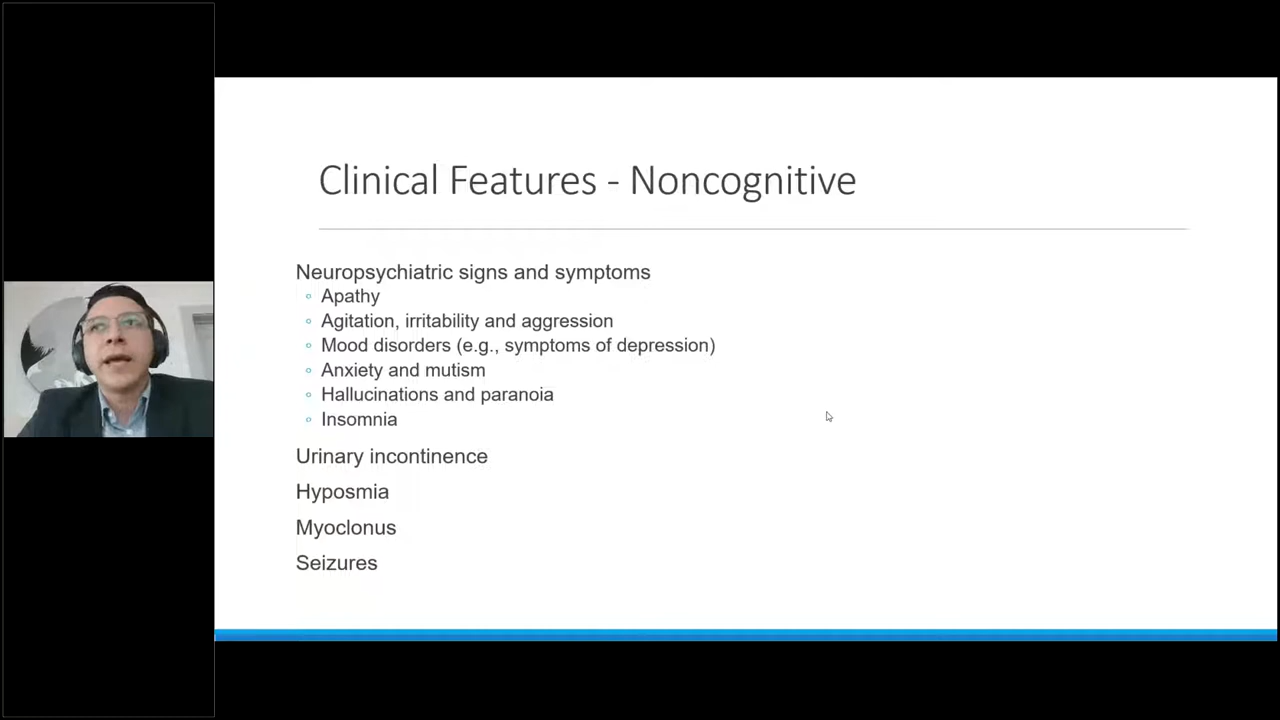 Clinical Features - Noncognitive
Neuropsychiatric signs and symptoms
Apathy
Agitation, irritability and aggression
Mood disorders (e.g., symptoms of depression)
Anxiety and mutism
Hallucinations and paranoia
Insomnia
Urinary incontinence
Hyposmia
Myoclonus
Seizures